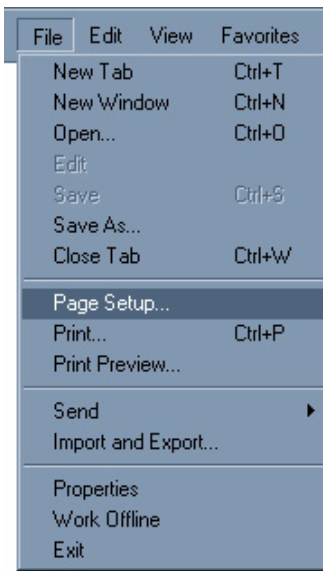 File Edit View Favorites
New Tab Ctrl+T
New Window Ctrl+N
Open... Ctrl+O
Edit
Save Ctrl+S
Save As...
Close Tab Ctrl+W
Page Setup...
Print... Ctrl+P
Print Preview...
Send
Import and Export...
Properties
Work Offline
Exit